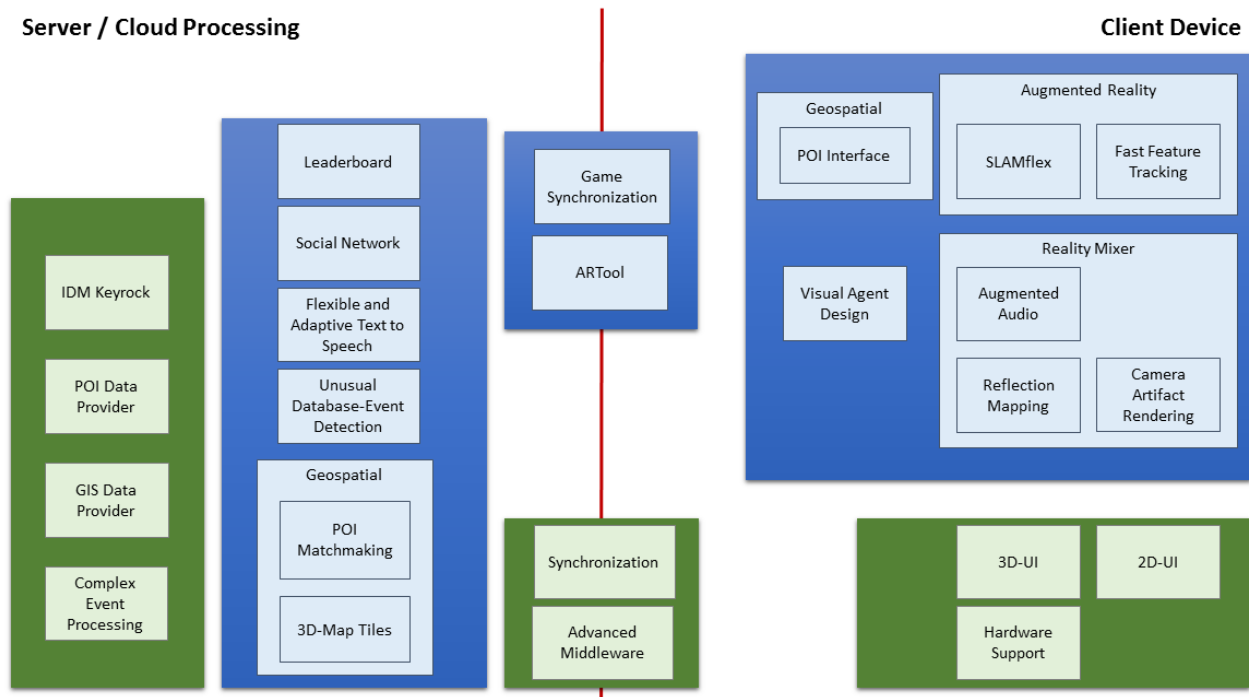 Server / Cloud Processing
Client Device
IDM Keyrock
POI Data
Provider
GIS Data
Provider
Complex
Event
Processing
Leaderboard
Social Network
Flexible and
Adaptive Text to
Speech
Unusual
Database-Event
Detection
Geospatial
POI
Matchmaking
3D-Map Tiles
Game
Synchronization
ARTool
Synchronization
Advanced
Middleware
Geospatial
POI Interface
Visual Agent
Design
Augmented Reality
SLAMflex
Fast Feature
Tracking
Reality Mixer
Augmented
Audio
Reflection
Mapping
Camera
Artifact
Rendering
3D-UI
2D-UI
Hardware
Support